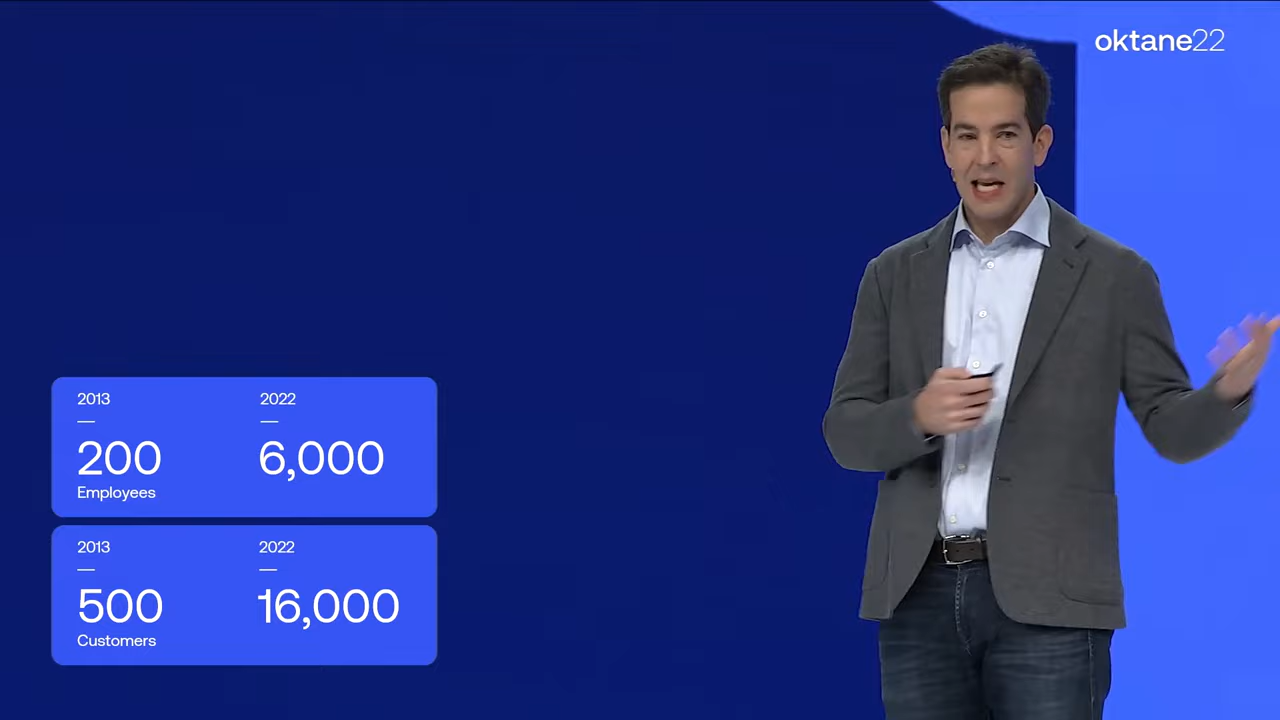 oktane22
2013
2022
200
6,000
Employees
2013
2022
500
16,000
Customers